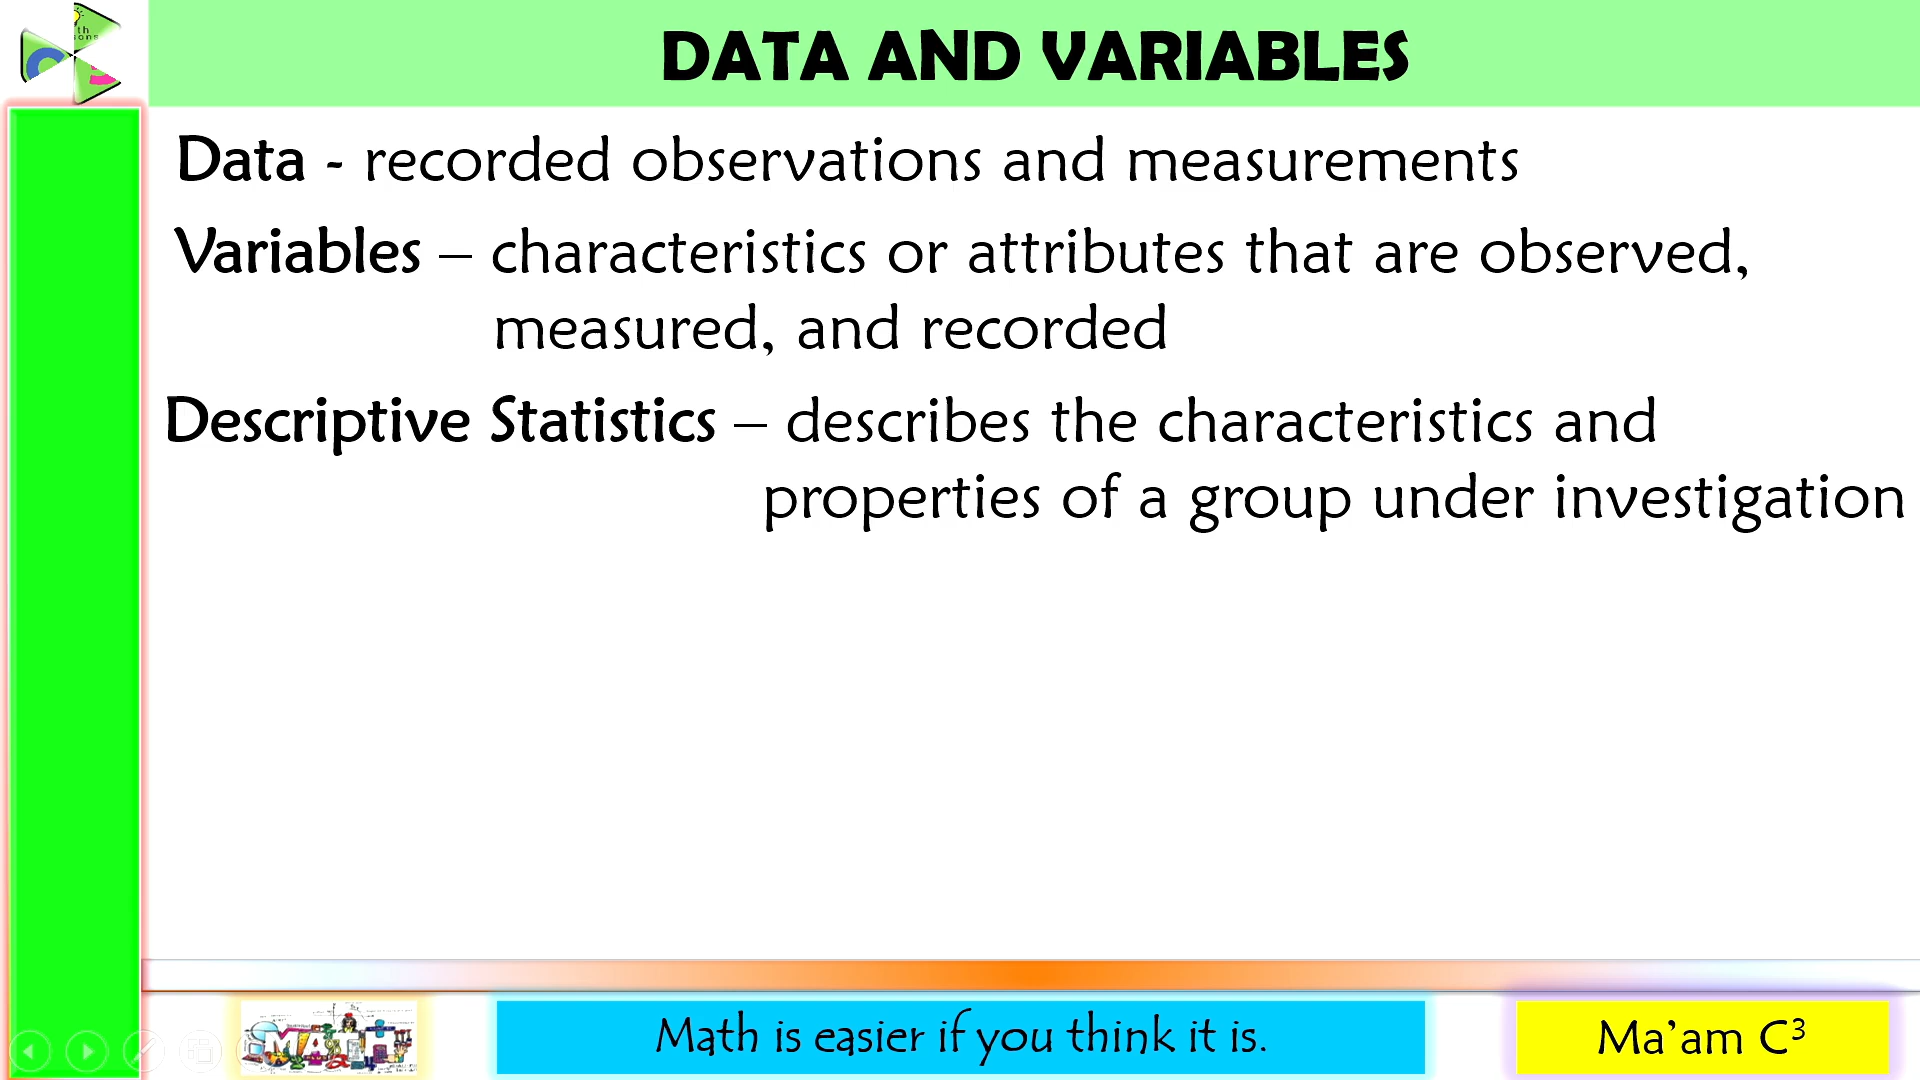 DATA AND VARIABLES
Data - recorded observations and measurements
Variables – characteristics or attributes that are observed,
measured, and recorded
Descriptive Statistics – describes the characteristics and
properties of a group under investigation
MATH
Math is easier if you think it is.
Ma’am C³